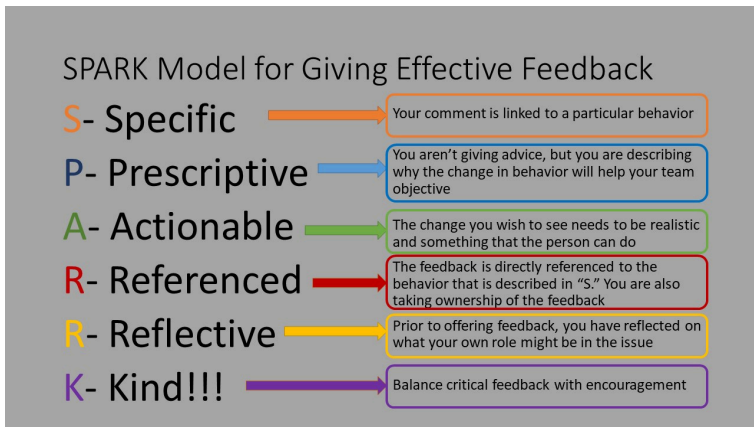 SPARK Model for Giving Effective Feedback
S- Specific
Your comment is linked to a particular behavior
P- Prescriptive
You aren't giving advice, but you are describing
why the change in behavior will help your team
objective
A- Actionable
The change you wish to see needs to be realistic
and something that the person can do
R- Referenced
The feedback is directly referenced to the
behavior that is described in “S.” You are also
taking ownership of the feedback
R- Reflective
Prior to offering feedback, you have reflected on
what your own role might be in the issue
K- Kind!!!
Balance critical feedback with encouragement